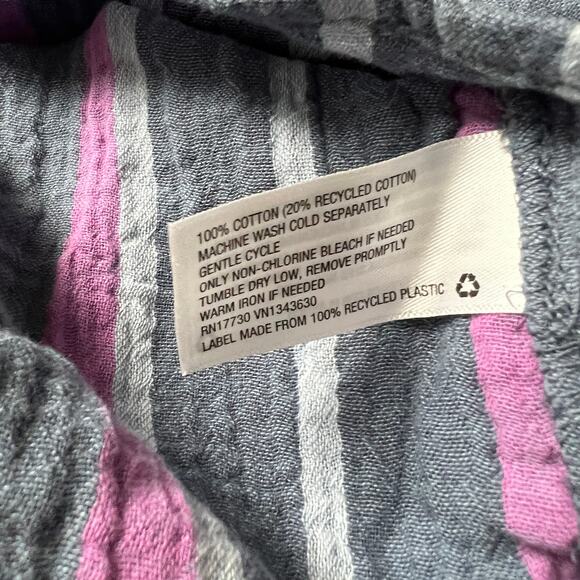 100% COTTON (20% RECYCLED COTTON)
MACHINE WASH COLD SEPARATELY
GENTLE CYCLE
ONLY NON-CHLORINE BLEACH IF NEEDED
TUMBLE DRY LOW, REMOVE PROMPTLY
WARM IRON IF NEEDED
RN17730 VN1343630
LABEL MADE FROM 100% RECYCLED PLASTIC